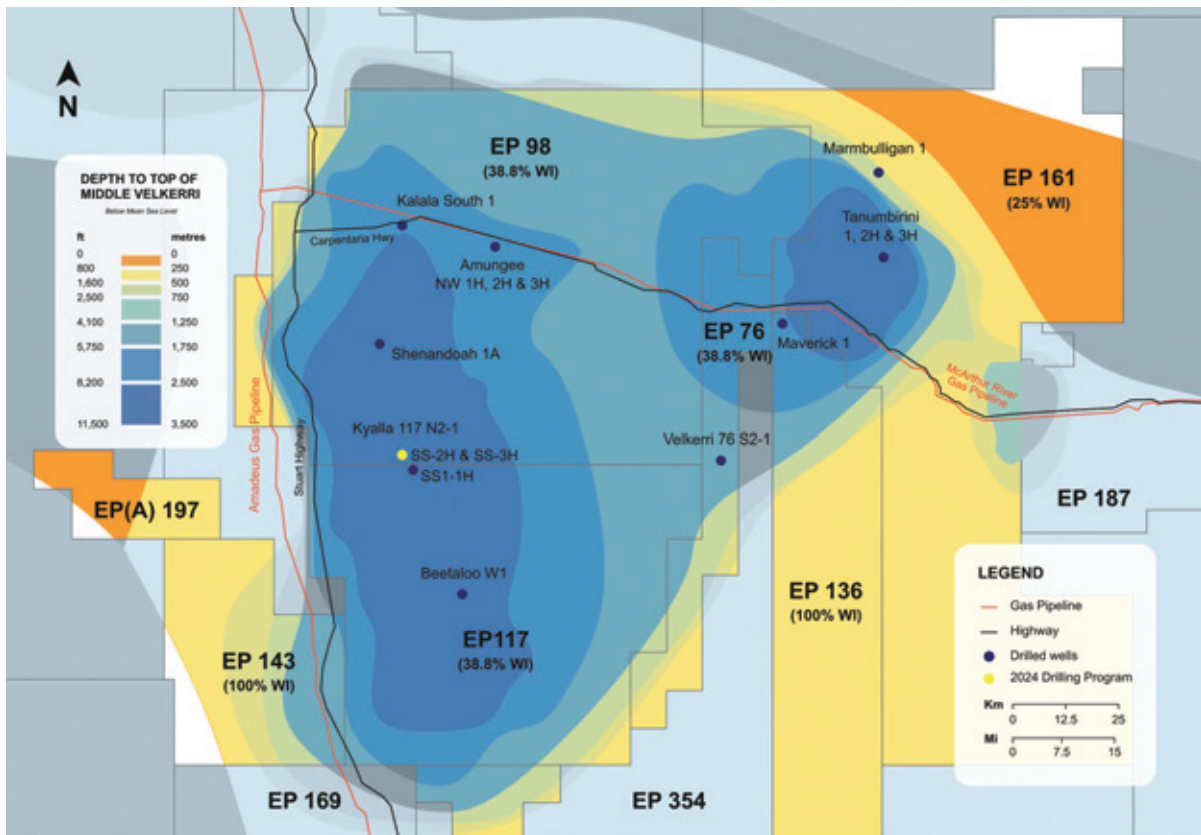 N
DEPTH TO TOP OF
MIDDLE VELKERRI
Below Mean Sea Level
ft metres
0 0
800 250
1,600 500
2,500 750
4,100 1,250
5,750 1,750
8,200 2,500
11,500 3,500
EP 98
(38.8% WI)
Marmbulligan 1
EP 161
(25% WI)
Kalala South 1
Tanumbirini
1, 2H & 3H
Carpentaria Hwy
Amungee
NW 1H, 2H & 3H
EP 76
(38.8% WI)
Maverick 1
Shenandoah 1A
McArthur River
Gas Pipeline
Amadeus Gas Pipeline
Stuart Highway
Kyalla 117 N2-1
SS-2H & SS-3H
SS1-1H
Velkerri 76 S2-1
EP(A) 197
EP 187
Beetaloo W1
EP117
(38.8% WI)
EP 136
(100% WI)
EP 143
(100% WI)
EP 169
EP 354
LEGEND
Gas Pipeline
Highway
Drilled wells
2024 Drilling Program
Km
0 12.5 25
Mi
0 7.5 15